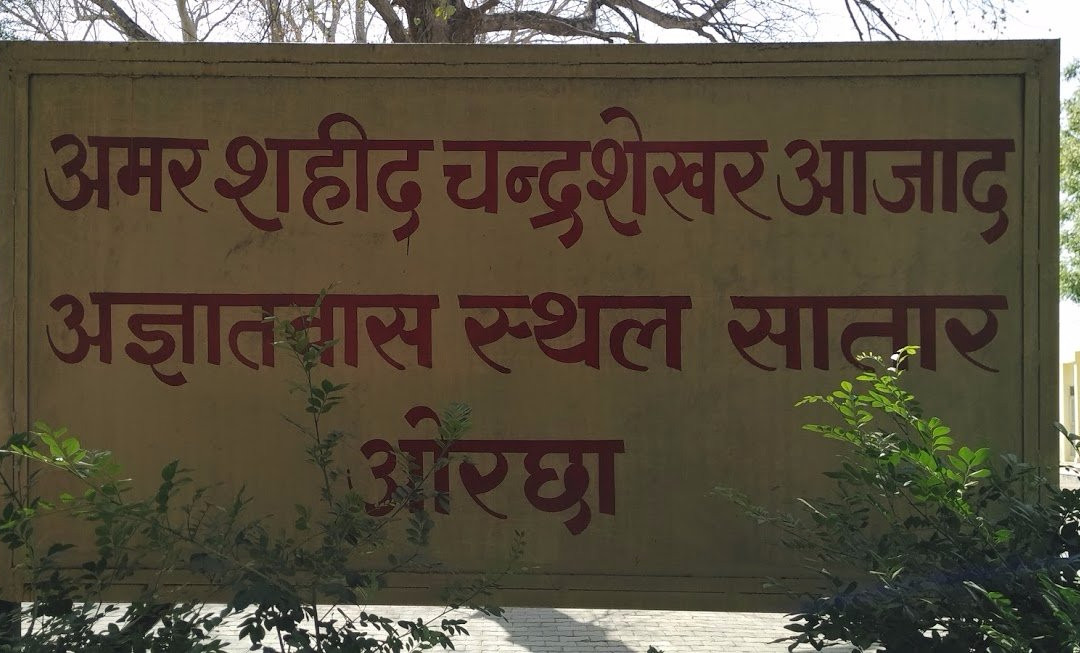 अमर शहीद चन्द्रशेखर आजाद
अज्ञातवास स्थल सातार
ओरछा